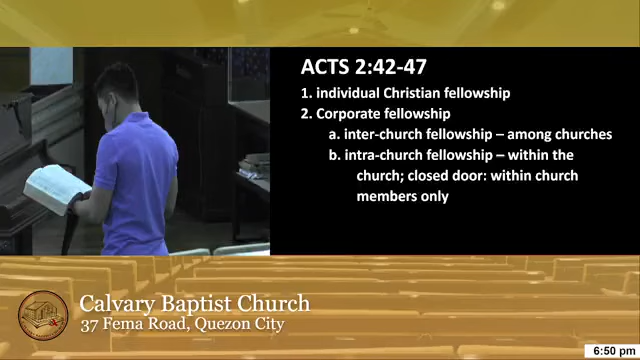 ACTS 2:42-47
1. individual Christian fellowship
2. Corporate fellowship
a. inter-church fellowship – among churches
b. intra-church fellowship – within the
church; closed door: within church
members only
Calvary Baptist Church
37 Fema Road, Quezon City
6:50 pm